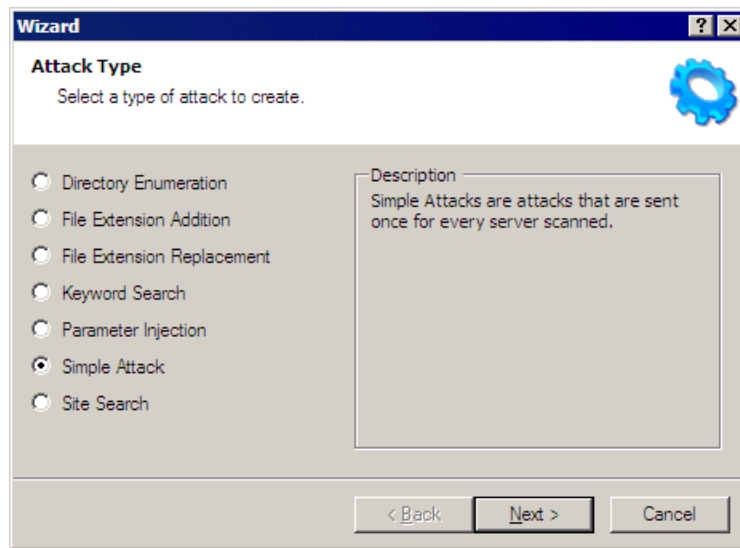 Wizard
Attack Type
Select a type of attack to create.
Directory Enumeration
File Extension Addition
File Extension Replacement
Keyword Search
Parameter Injection
Simple Attack
Site Search
Description
Simple Attacks are attacks that are sent
once for every server scanned.
< Back
Next >
Cancel